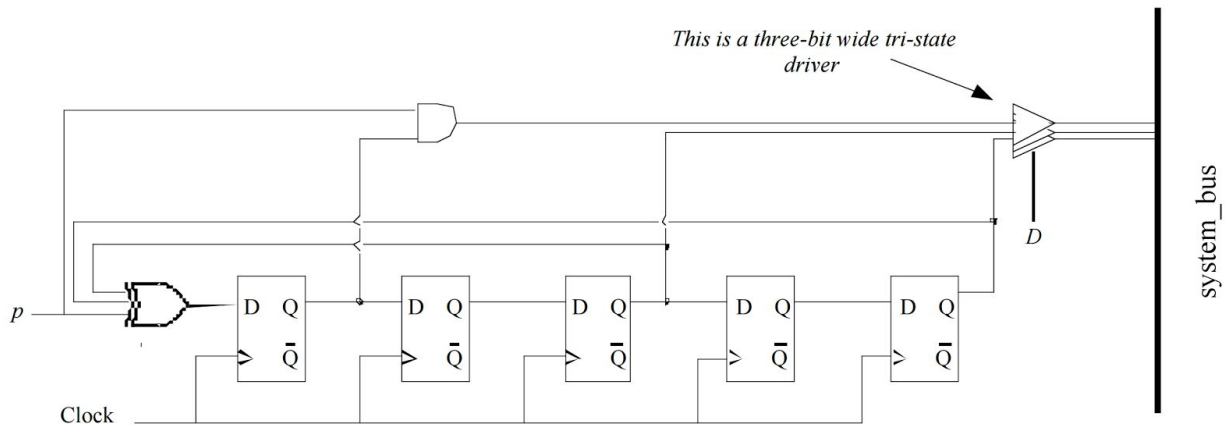 This is a three-bit wide tri-state
driver
system_bus
D
p
D Q
D Q
D Q
D Q
D Q
Q̅
Q̅
Q̅
Q̅
Q̅
Clock